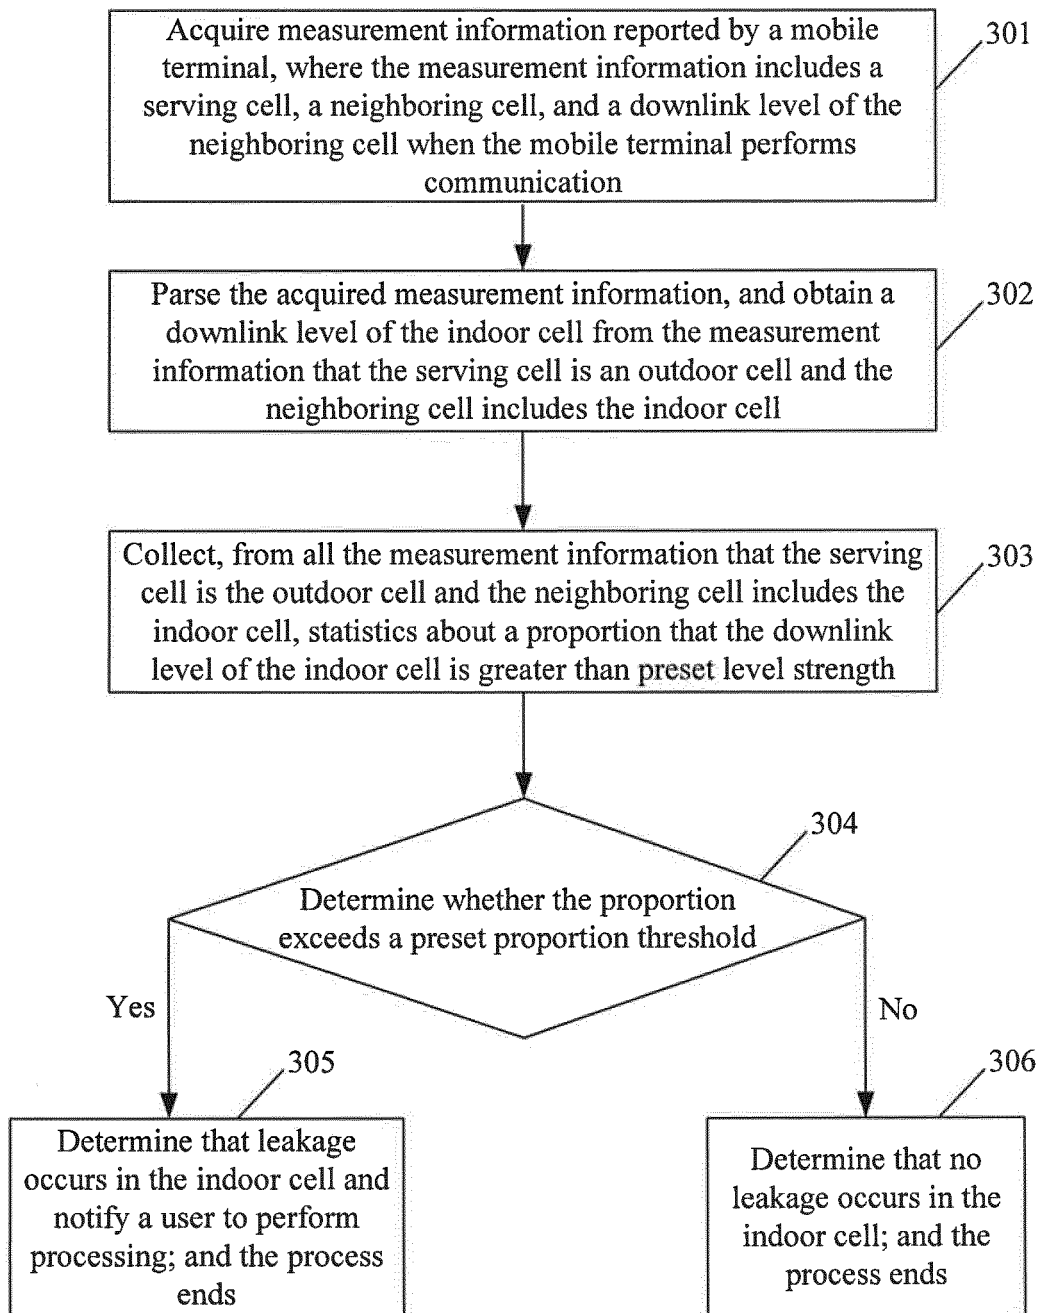 Acquire measurement information reported by a mobile
terminal, where the measurement information includes a
serving cell, a neighboring cell, and a downlink level of the
neighboring cell when the mobile terminal performs
communication
301
Parse the acquired measurement information, and obtain a
downlink level of the indoor cell from the measurement
information that the serving cell is an outdoor cell and the
neighboring cell includes the indoor cell
302
Collect, from all the measurement information that the serving
cell is the outdoor cell and the neighboring cell includes the
indoor cell, statistics about a proportion that the downlink
level of the indoor cell is greater than preset level strength
303
304
Determine whether the proportion
exceeds a preset proportion threshold
Yes
No
305
Determine that leakage
occurs in the indoor cell and
notify a user to perform
processing; and the process
ends
306
Determine that no
leakage occurs in the
indoor cell; and the
process ends